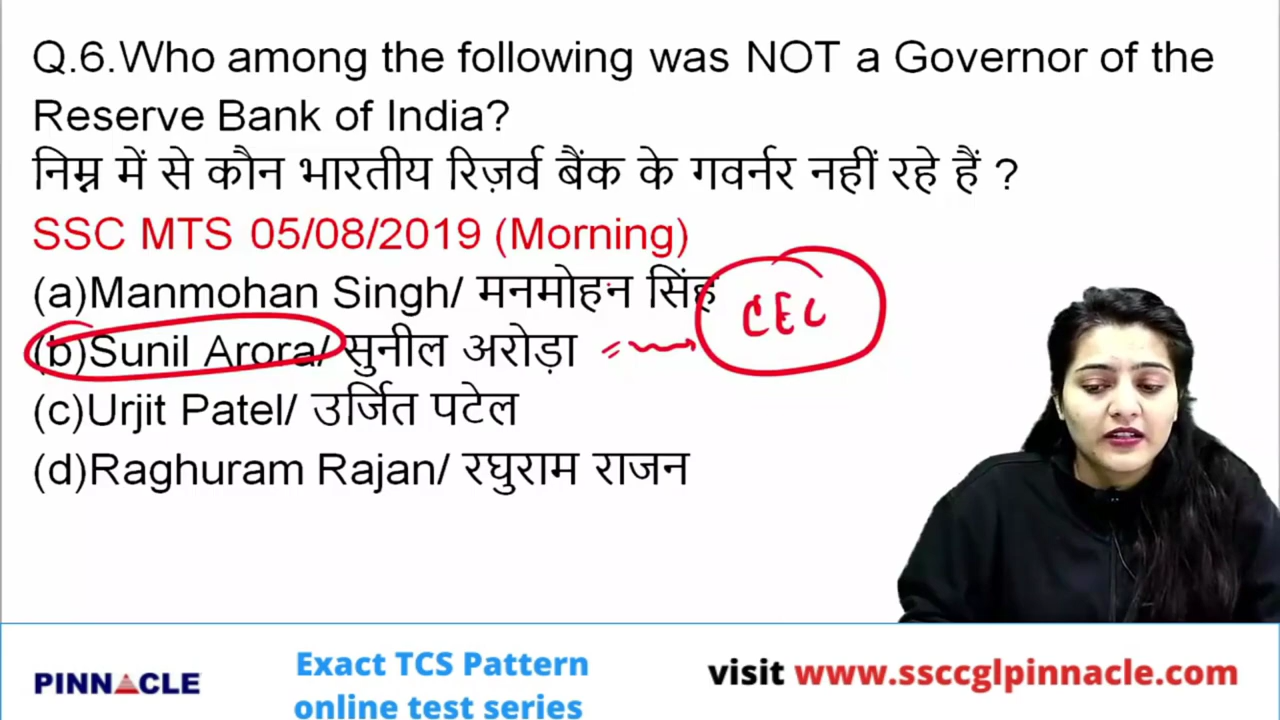 Q.6.Who among the following was NOT a Governor of the
Reserve Bank of India?
निम्न में से कौन भारतीय रिज़र्व बैंक के गवर्नर नहीं रहे हैं ?
SSC MTS 05/08/2019 (Morning)
(a)Manmohan Singh/ मनमोहन सिंह
CEC
(b)Sunil Arora/ सुनील अरोड़ा
(c)Urjit Patel/ उर्जित पटेल
(d)Raghuram Rajan/ रघुराम राजन
PINNACLE
Exact TCS Pattern
online test series
visit www.ssccglpinnacle.com